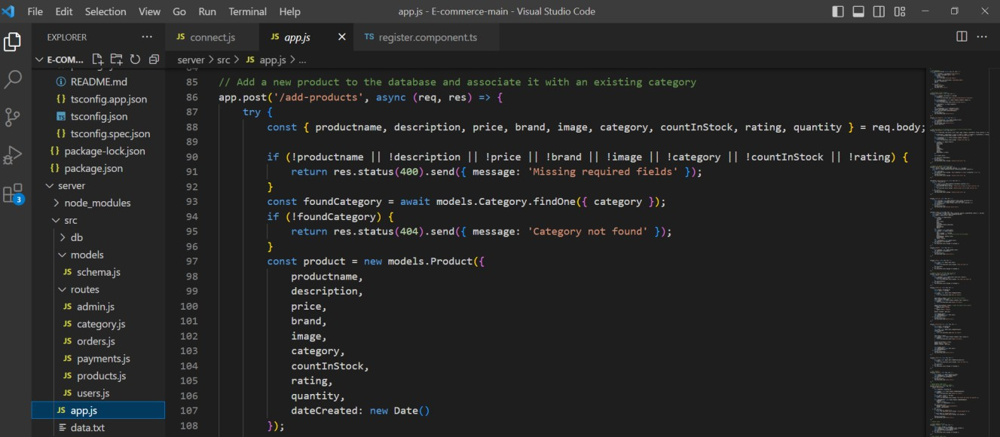 File Edit Selection View Go Run Terminal Help
app.js - E-commerce-main - Visual Studio Code
EXPLORER
E-COM...
README.md
tsconfig.app.json
tsconfig.json
tsconfig.spec.json
package-lock.json
package.json
server
node_modules
src
db
models
JS schema.js
routes
JS admin.js
JS category.js
JS orders.js
JS payments.js
JS products.js
JS users.js
JS app.js
data.txt
3
JS connect.js
JS app.js
TS register.component.ts
server > src > JS app.js > ...
85 // Add a new product to the database and associate it with an existing category
86 app.post('/add-products', async (req, res) => {
87 try {
88 const { productname, description, price, brand, image, category, countInStock, rating, quantity } = req.body;
89
90 if (!productname || !description || !price || !brand || !image || !category || !countInStock || !rating) {
91 return res.status(400).send({ message: 'Missing required fields' });
92 }
93 const foundCategory = await models.Category.findOne({ category });
94 if (!foundCategory) {
95 return res.status(404).send({ message: 'Category not found' });
96 }
97 const product = new models.Product({
98 productname,
99 description,
100 price,
101 brand,
102 image,
103 category,
104 countInStock,
105 rating,
106 quantity,
107 dateCreated: new Date()
108 });